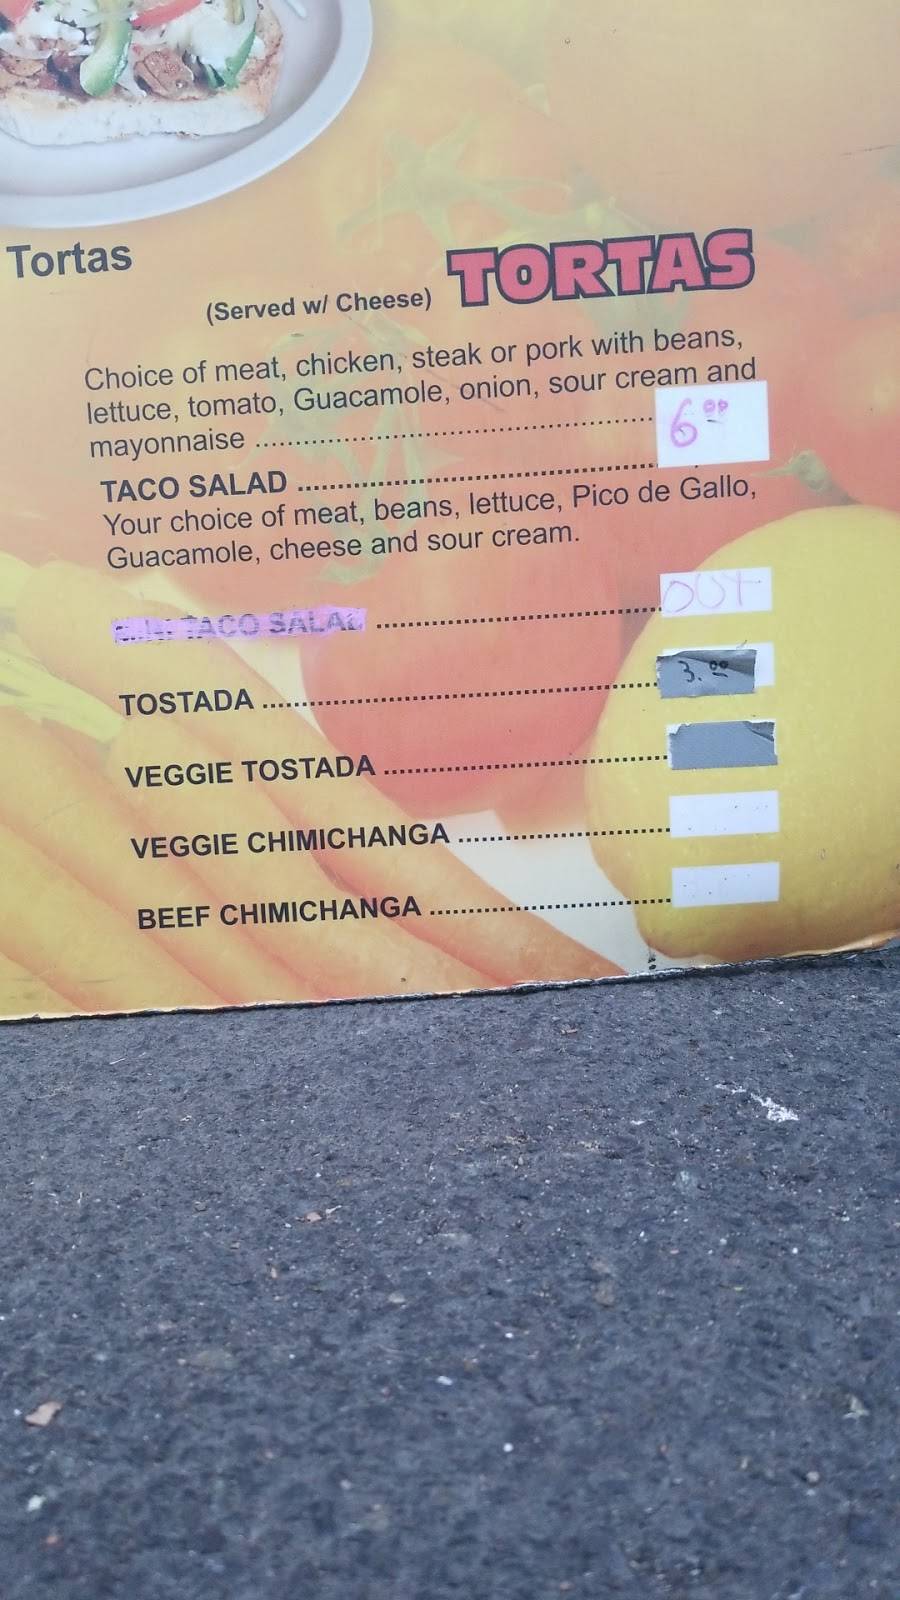 Tortas
(Served w/ Cheese) TORTAS
Choice of meat, chicken, steak or pork with beans,
lettuce, tomato, Guacamole, onion, sour cream and
mayonnaise ........................................ 6.00
TACO SALAD ........................................
Your choice of meat, beans, lettuce, Pico de Gallo,
Guacamole, cheese and sour cream.
TACO SALAD ........................................ OUT
TOSTADA ........................................ 3.00
VEGGIE TOSTADA ........................................
VEGGIE CHIMICHANGA ........................................
BEEF CHIMICHANGA ........................................